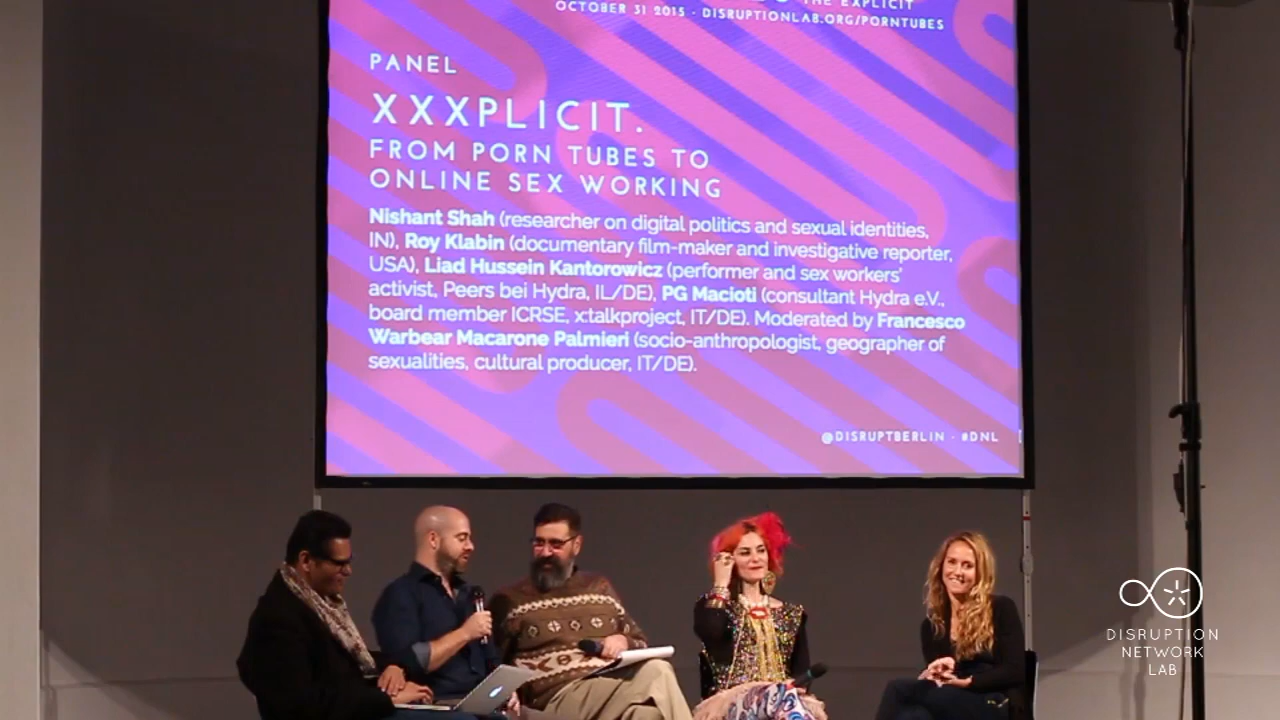 THE EXPLICIT
OCTOBER 31 2015 · DISRUPTIONLAB.ORG/PORNTUBES
PANEL
XXXPLICIT.
FROM PORN TUBES TO
ONLINE SEX WORKING
Nishant Shah (researcher on digital politics and sexual identities,
IN), Roy Klabin (documentary film-maker and investigative reporter,
USA), Liad Hussein Kantorowicz (performer and sex workers'
activist, Peers bei Hydra, IL/DE), PG Macioti (consultant Hydra e.V.,
board member ICRSE, x:talkproject, IT/DE). Moderated by Francesco
Warbear Macarone Palmieri (socio-anthropologist, geographer of
sexualities, cultural producer, IT/DE).
@DISRUPTBERLIN · #DNL
DISRUPTION
NETWORK
LAB